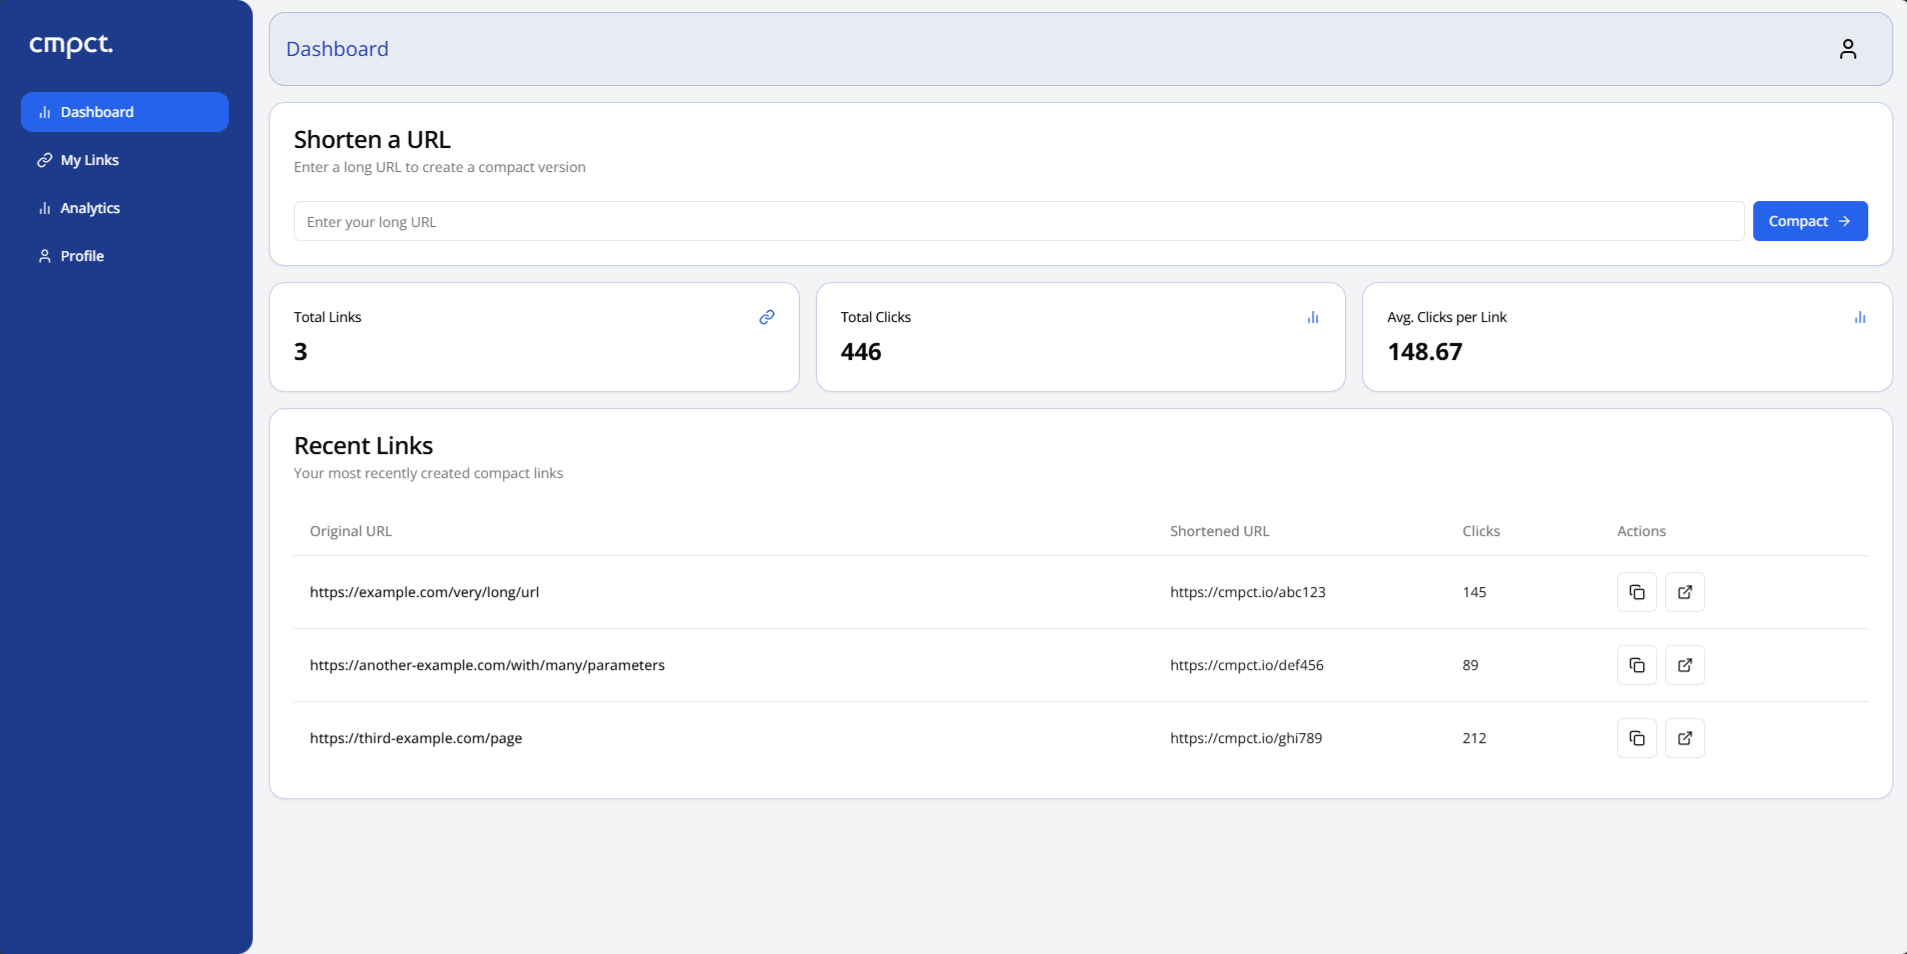 cmpct.
Dashboard
My Links
Analytics
Profile
Dashboard
Shorten a URL
Enter a long URL to create a compact version
Enter your long URL
Compact
Total Links
3
Total Clicks
446
Avg. Clicks per Link
148.67
Recent Links
Your most recently created compact links
Original URL Shortened URL Clicks Actions
https://example.com/very/long/url https://cmpct.io/abc123 145
https://another-example.com/with/many/parameters https://cmpct.io/def456 89
https://third-example.com/page https://cmpct.io/ghi789 212